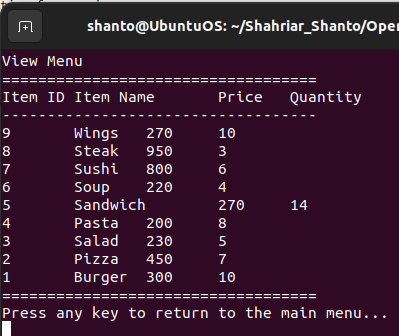 shanto@UbuntuOS: ~/Shahriar_Shanto/Oper
View Menu
===================================
Item ID Item Name       Price   Quantity
-----------------------------------
9       Wings   270     10
8       Steak   950     3
7       Sushi   800     6
6       Soup    220     4
5       Sandwich        270     14
4       Pasta   200     8
3       Salad   230     5
2       Pizza   450     7
1       Burger  300     10
===================================
Press any key to return to the main menu...